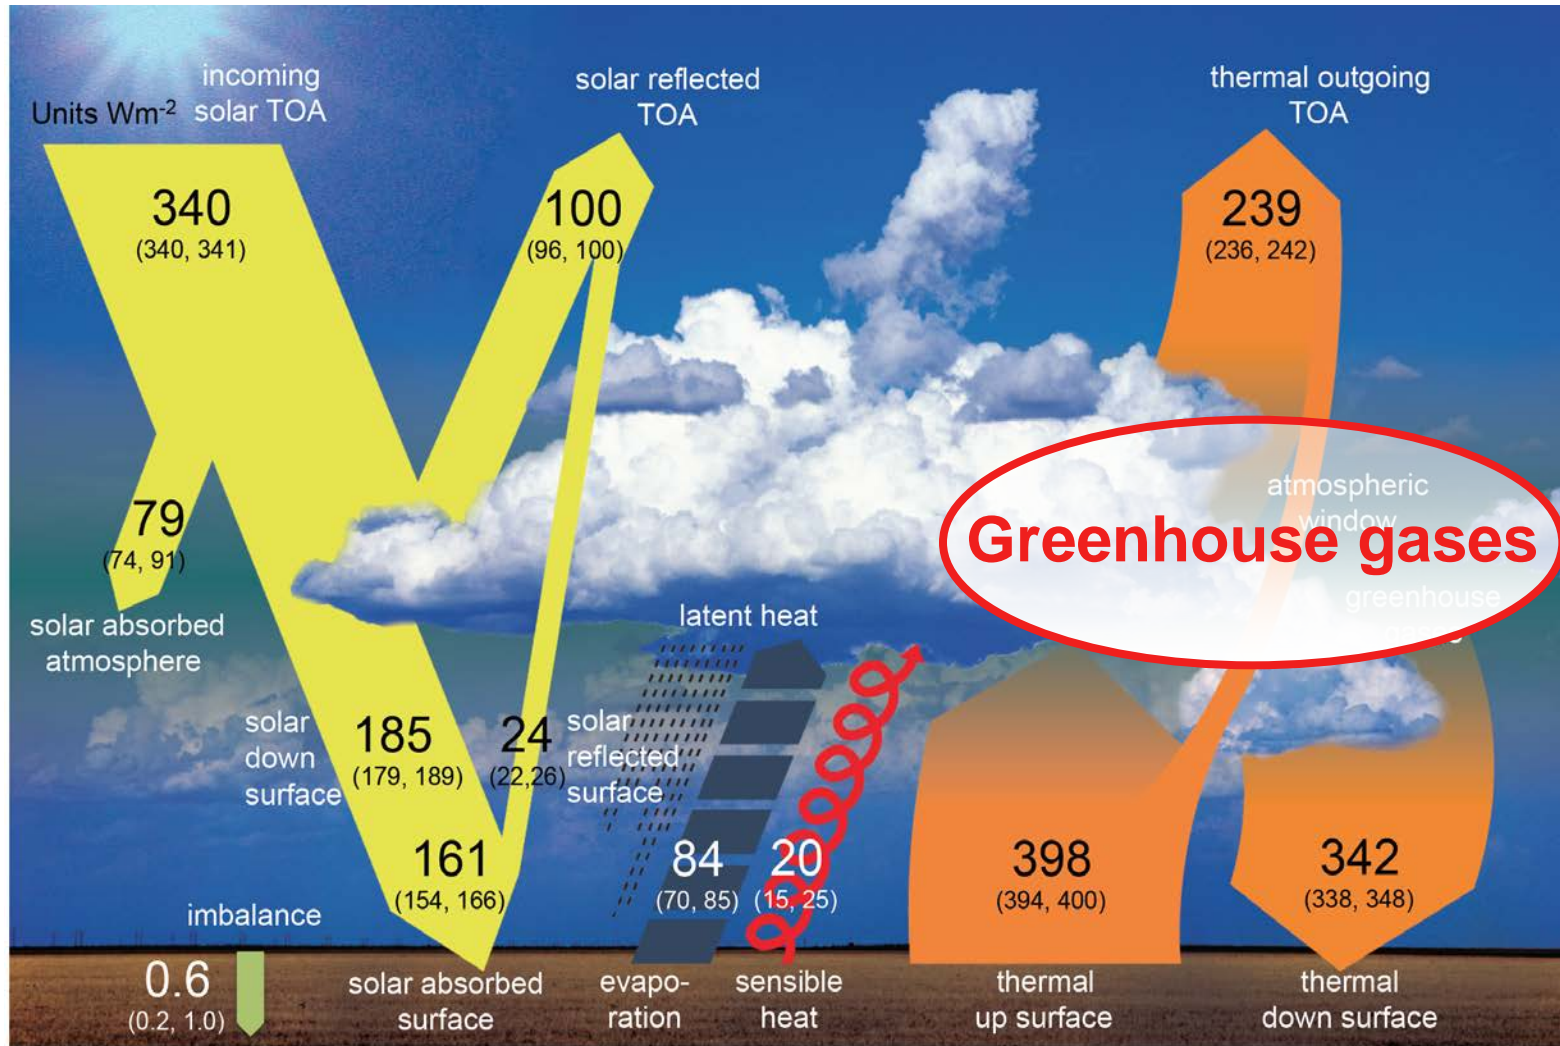 incoming
solar TOA
Units Wm-2
solar reflected
TOA
thermal outgoing
TOA
340
(340, 341)
100
(96, 100)
239
(236, 242)
79
(74, 91)
solar absorbed
atmosphere
atmospheric
window
Greenhouse gases
greenhouse
gases
latent heat
solar
down
surface
185
(179, 189)
24
(22,26)
solar
reflected
surface
161
(154, 166)
84
(70, 85)
20
(15, 25)
398
(394, 400)
342
(338, 348)
imbalance
0.6
(0.2, 1.0)
solar absorbed
surface
evapo-
ration
sensible
heat
thermal
up surface
thermal
down surface